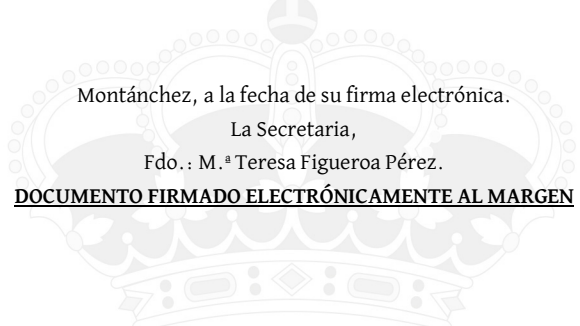 Montánchez, a la fecha de su firma electrónica.
La Secretaria,
Fdo.: M.ª Teresa Figueroa Pérez.
DOCUMENTO FIRMADO ELECTRÓNICAMENTE AL MARGEN